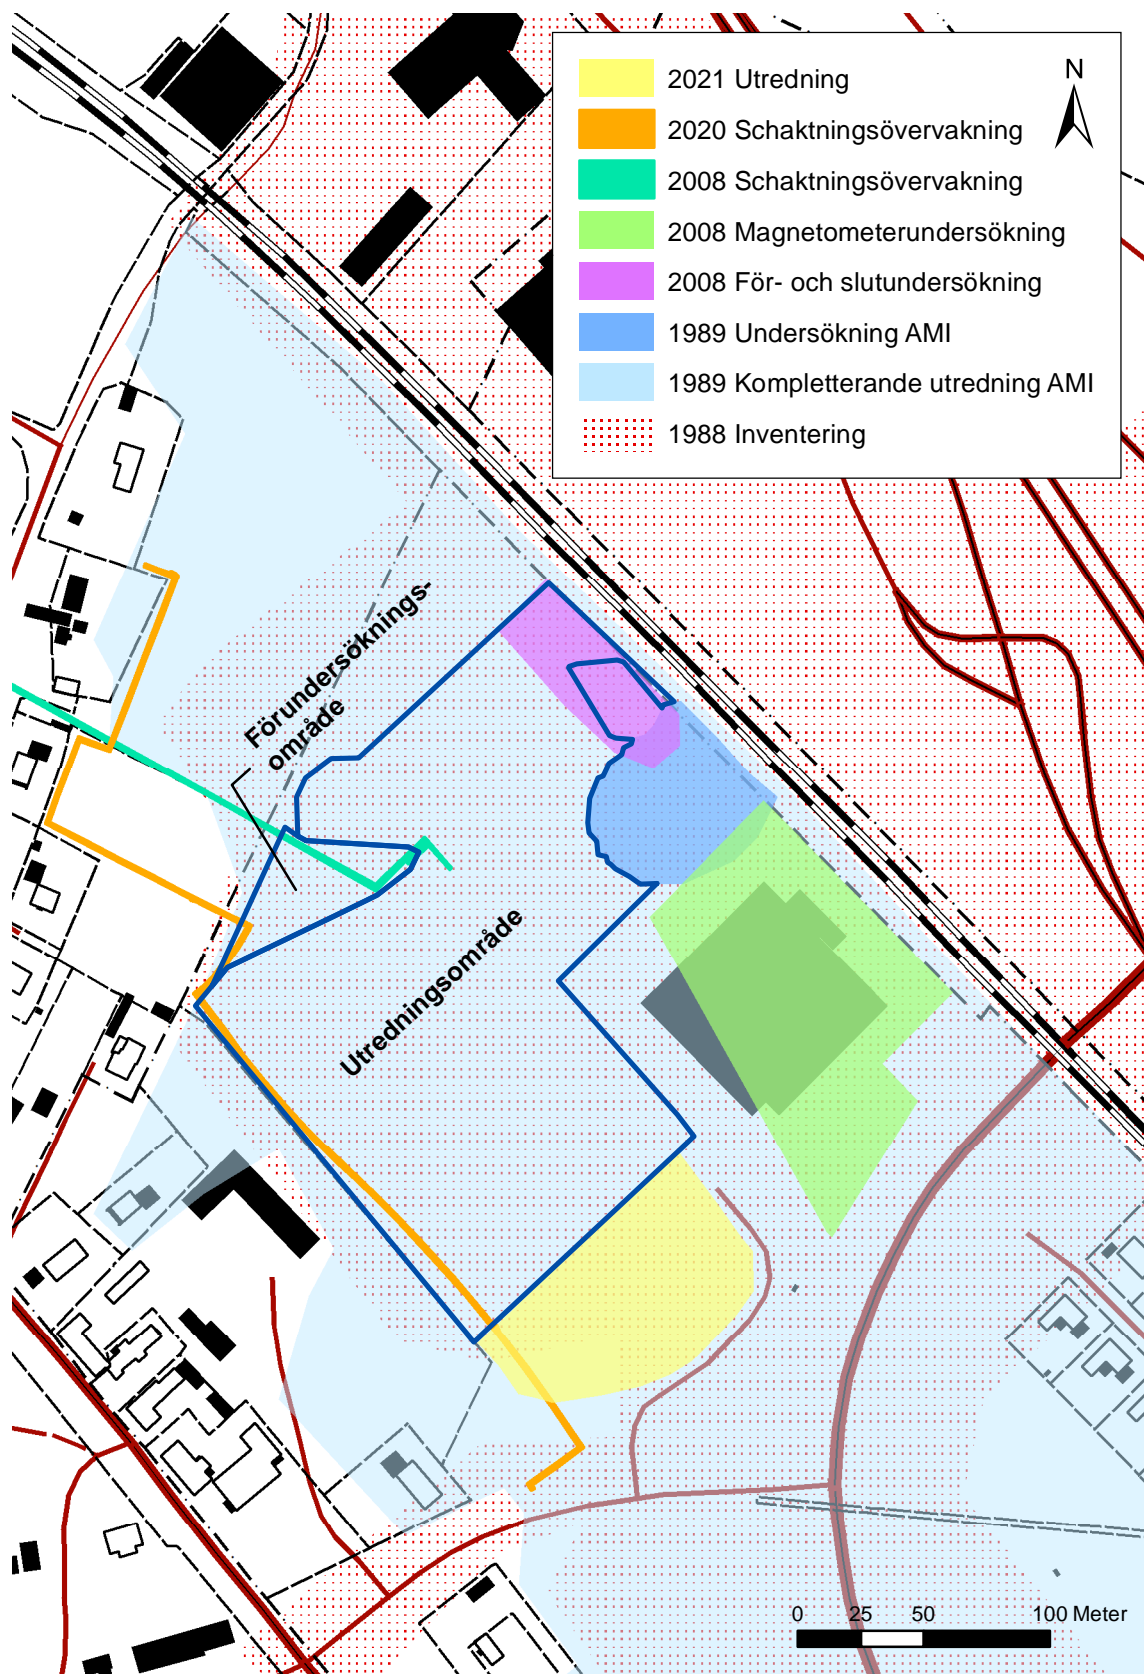 2021 Utredning
N
2020 Schaktningsövervakning
2008 Schaktningsövervakning
2008 Magnetometerundersökning
2008 För- och slutundersökning
1989 Undersökning AMI
1989 Kompletterande utredning AMI
1988 Inventering
Förundersöknings-
område
Utredningsområde
0 25 50 100 Meter